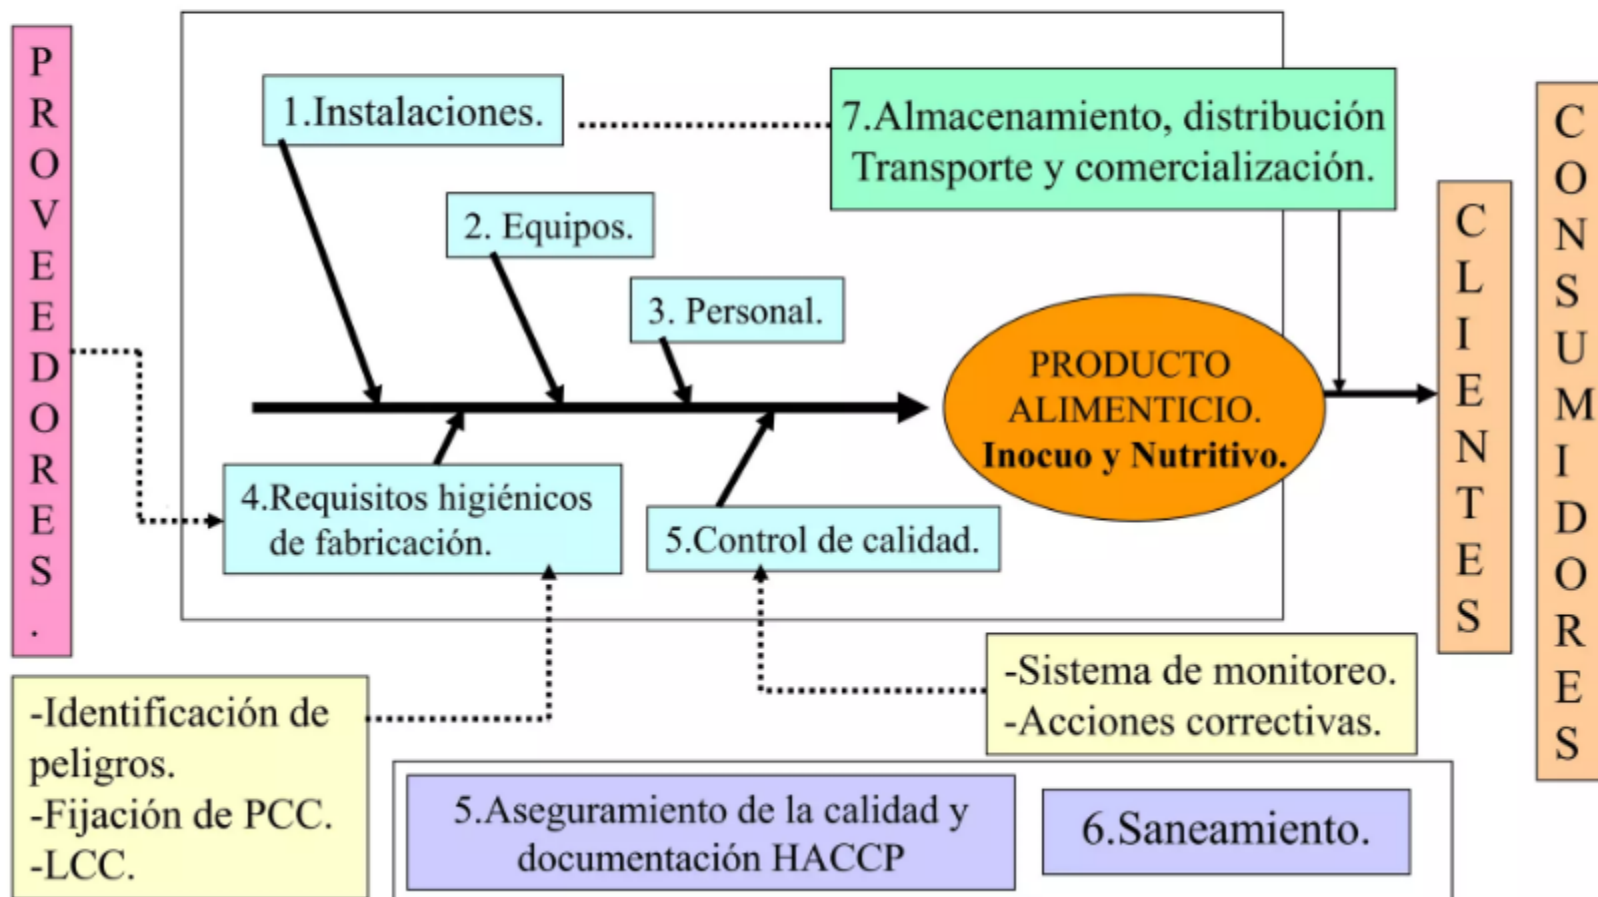 PROVEEDORES.
1.Instalaciones.
7.Almacenamiento, distribución
Transporte y comercialización.
2. Equipos.
3. Personal.
PRODUCTO
ALIMENTICIO.
Inocuo y Nutritivo.
4.Requisitos higiénicos
de fabricación.
5.Control de calidad.
CLIENTES
CONSUMIDORES
-Identificación de
peligros.
-Fijación de PCC.
-LCC.
-Sistema de monitoreo.
-Acciones correctivas.
5.Aseguramiento de la calidad y
documentación HACCP
6.Saneamiento.